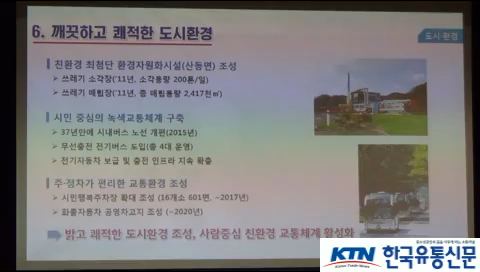 6. 깨끗하고 쾌적한 도시환경
도시·환경
친환경 최첨단 환경자원화시설(산동면) 조성
> 쓰레기 소각장('11년, 소각용량 200톤/일)
> 쓰레기 매립장('11년, 총 매립용량 2,417천㎥)
시민 중심의 녹색교통체계 구축
> 37년만에 시내버스 노선 개편(2015년)
> 무선충전 전기버스 도입(총 4대 운영)
> 전기자동차 보급 및 충전 인프라 지속 확충
주·정차가 편리한 교통환경 조성
> 시민행복주차장 확대 조성 (16개소 601면, ~2017년)
> 화물자동차 공영차고지 조성 (~2020년)
밝고 쾌적한 도시환경 조성, 사람중심 친환경 교통체계 활성화
KTN 한국유통신문